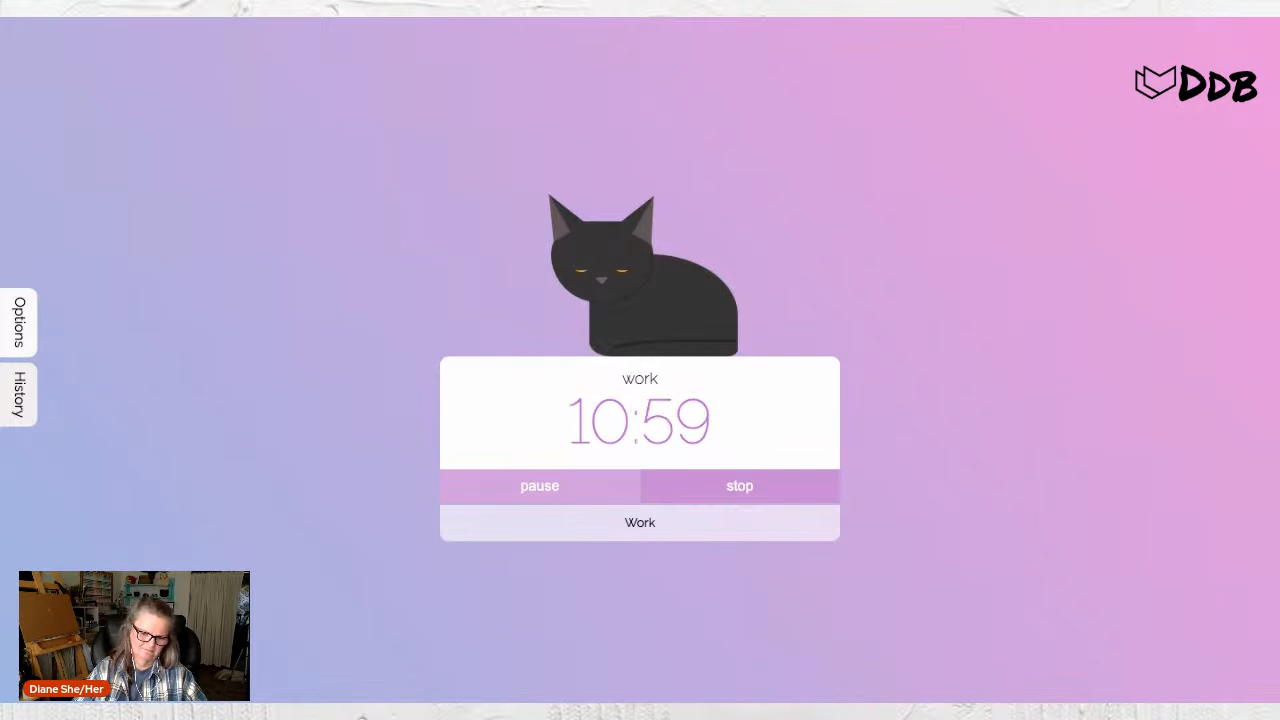 DDB
Options
History
work
10:59
pause stop
Work
Diane She/Her